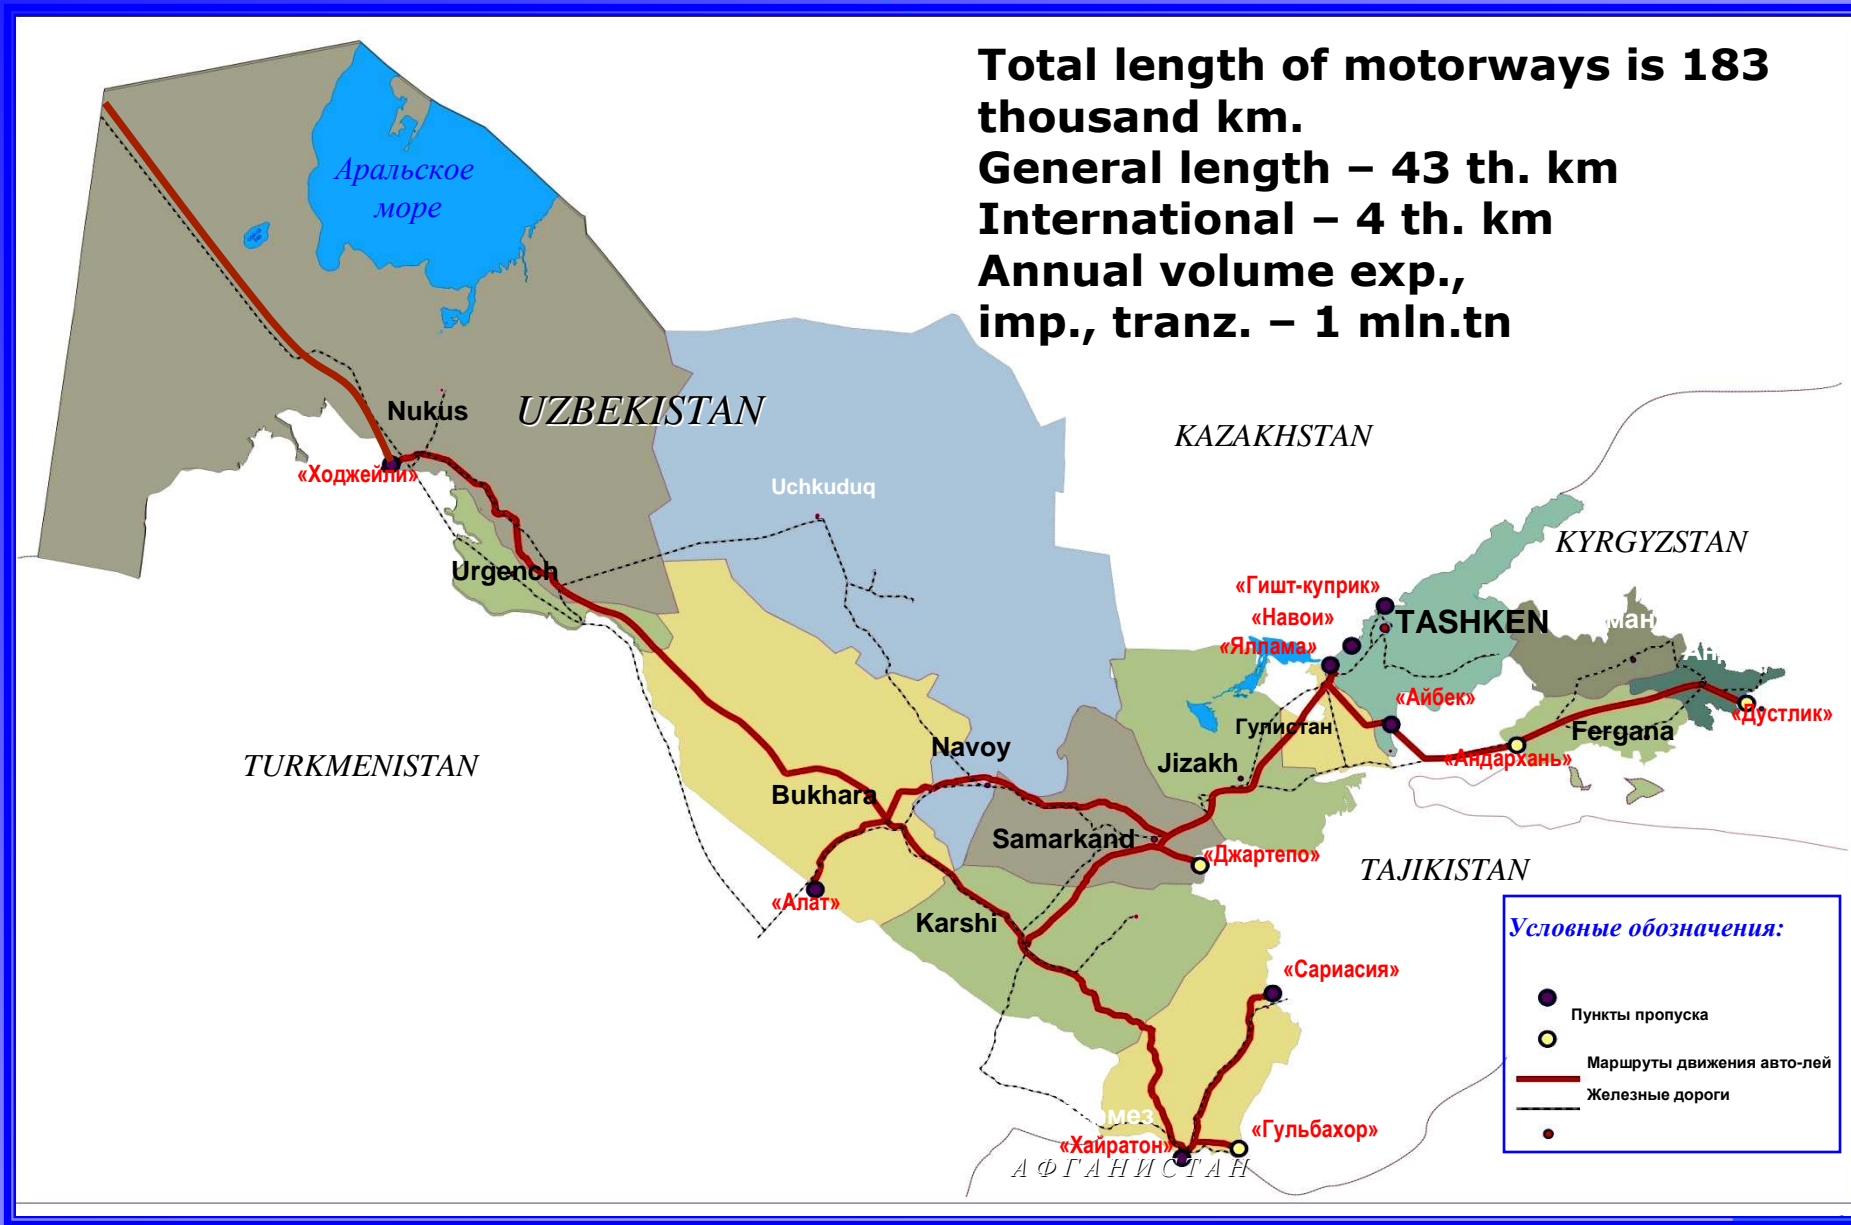 Total length of motorways is 183
thousand km.
General length – 43 th. km
International – 4 th. km
Annual volume exp.,
imp., tranz. – 1 mln.tn
Аральское
море
Nukus
UZBEKISTAN
KAZAKHSTAN
«Ходжейли»
Uchkuduq
KYRGYZSTAN
Urgench
«Гишт-куприк»
«Навои»
TASHKEN
«Яллама»
«Айбек»
«Дустлик»
Гулистан
Fergana
Navoy
«Андархань»
TURKMENISTAN
Jizakh
Bukhara
Samarkand
«Джартепо»
TAJIKISTAN
«Алат»
Karshi
«Сариасия»
Условные обозначения:
Пункты пропуска
Маршруты движения авто-лей
Железные дороги
«Гульбахор»
«Хайратон»
АФГАНИСТАН